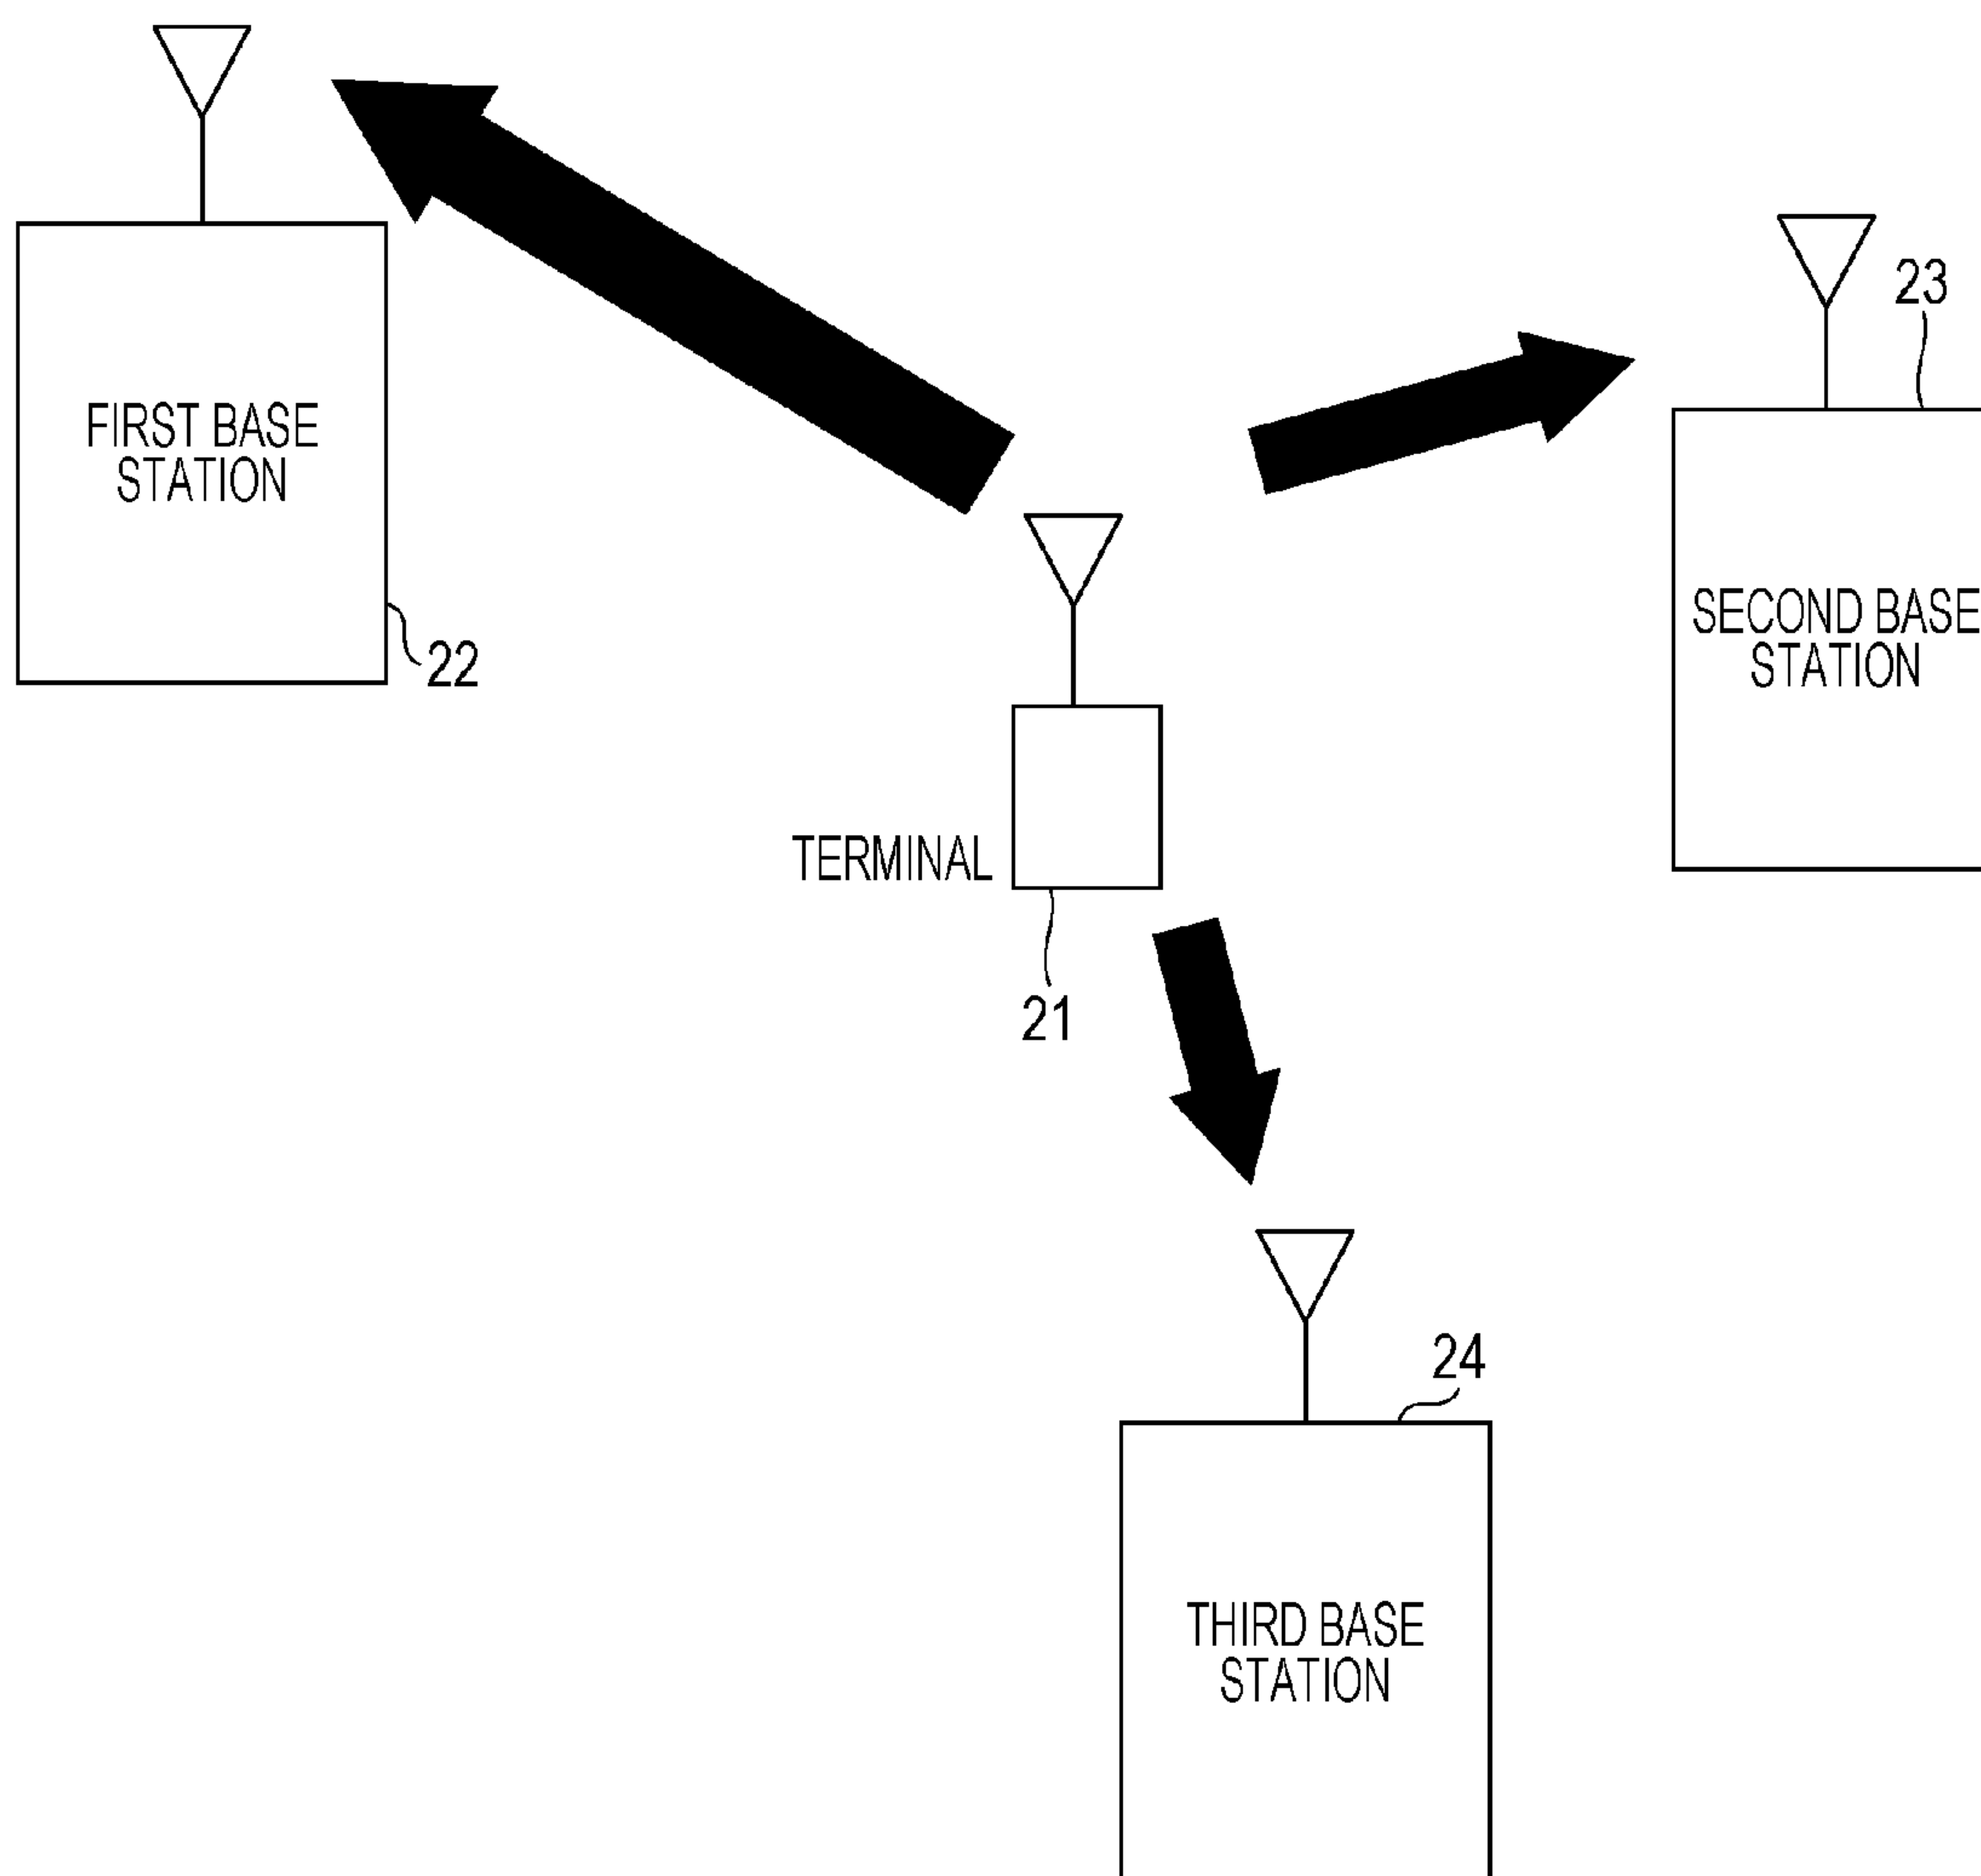 23
FIRST BASE
STATION
SECOND BASE
STATION
22
TERMINAL
21
24
THIRD BASE
STATION